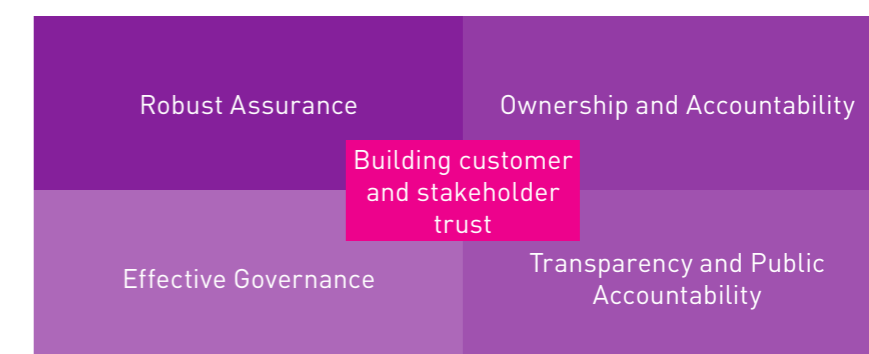 Robust Assurance
Ownership and Accountability
Building customer
and stakeholder
trust
Effective Governance
Transparency and Public
Accountability